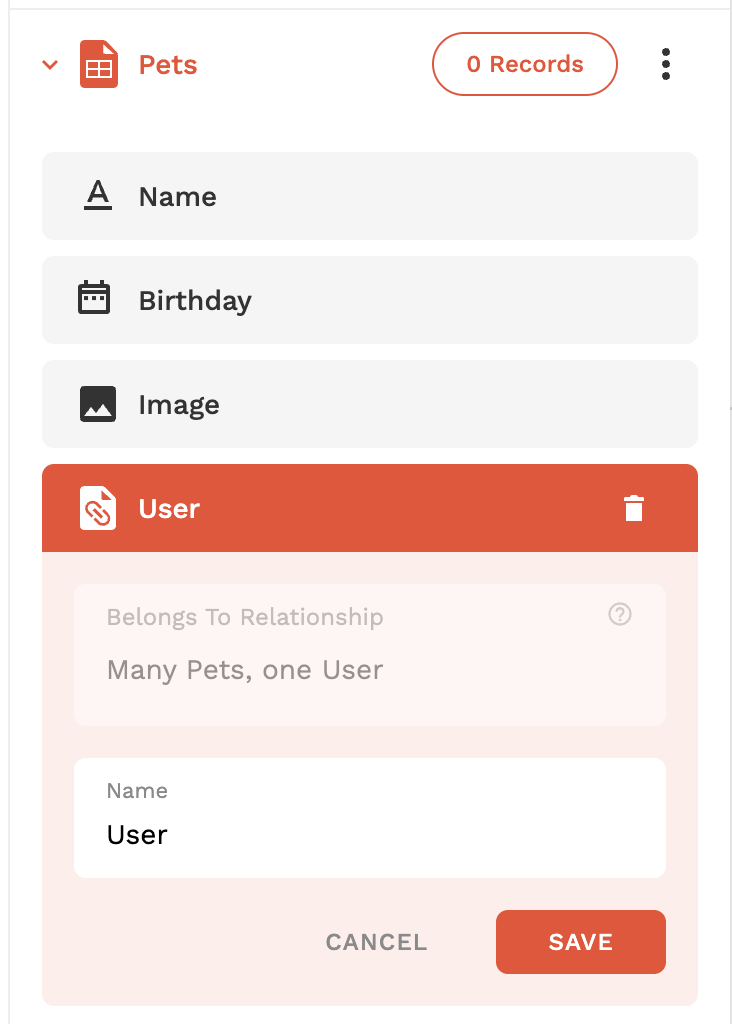 Pets
0 Records
Name
Birthday
Image
User
Belongs To Relationship
Many Pets, one User
Name
User
CANCEL
SAVE